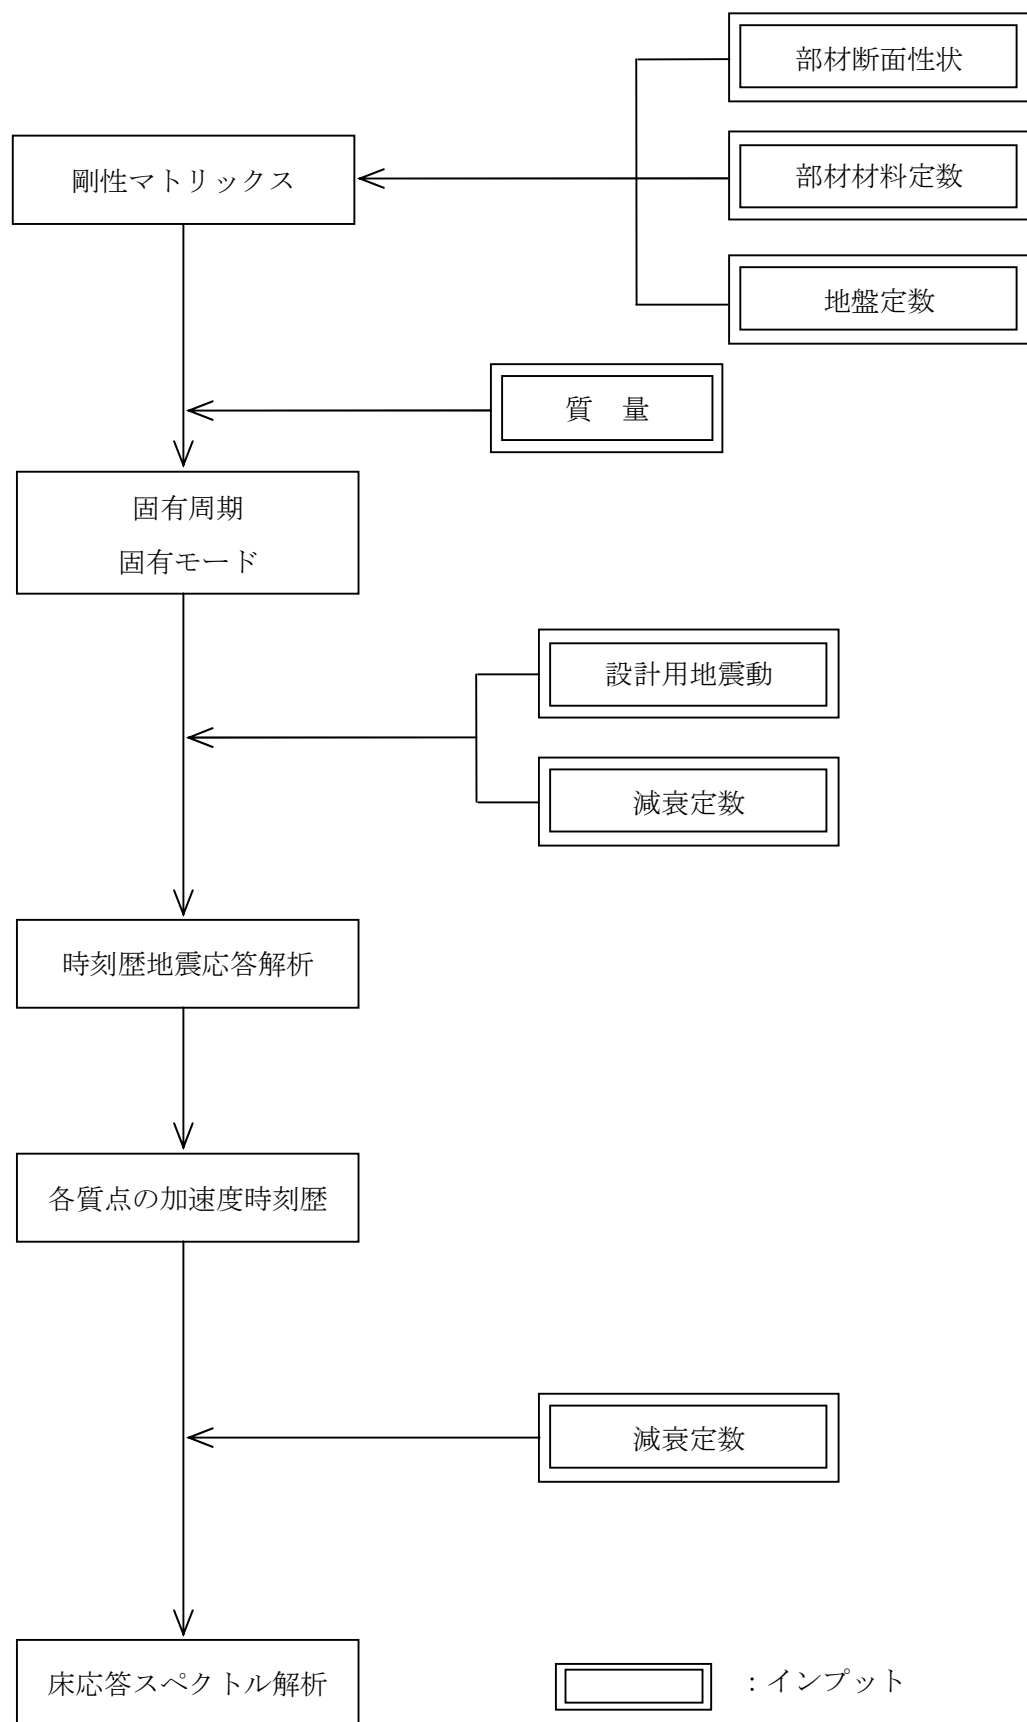 部材断面性状
剛性マトリックス
部材材料定数
地盤定数
質　量
固有周期
固有モード
設計用地震動
減衰定数
時刻歴地震応答解析
各質点の加速度時刻歴
減衰定数
床応答スペクトル解析
：インプット